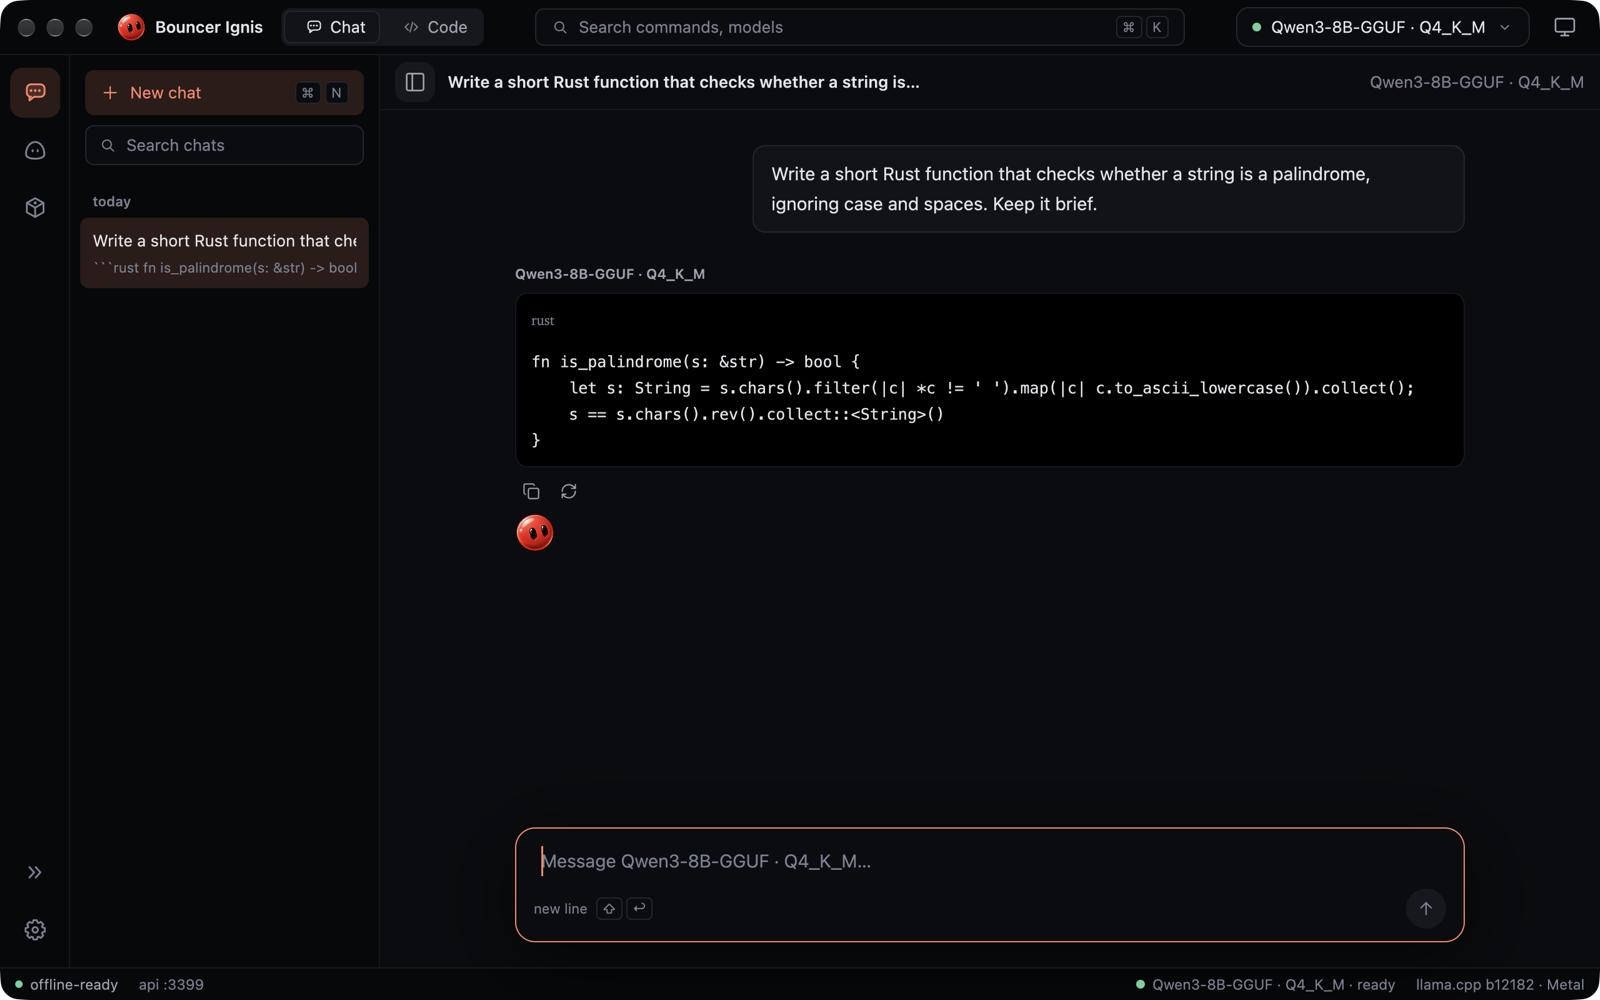 Bouncer Ignis
Chat
Code
Search commands, models
⌘ K
Qwen3-8B-GGUF · Q4_K_M
New chat
⌘ N
Search chats
today
Write a short Rust function that che
```rust fn is_palindrome(s: &str) -> bool
Write a short Rust function that checks whether a string is...
Qwen3-8B-GGUF · Q4_K_M
Write a short Rust function that checks whether a string is a palindrome,
ignoring case and spaces. Keep it brief.
Qwen3-8B-GGUF · Q4_K_M
rust
fn is_palindrome(s: &str) -> bool {
    let s: String = s.chars().filter(|c| *c != ' ').map(|c| c.to_ascii_lowercase()).collect();
    s == s.chars().rev().collect::<String>()
}
Message Qwen3-8B-GGUF · Q4_K_M...
new line
offline-ready
api :3399
Qwen3-8B-GGUF · Q4_K_M · ready
llama.cpp b12182 · Metal